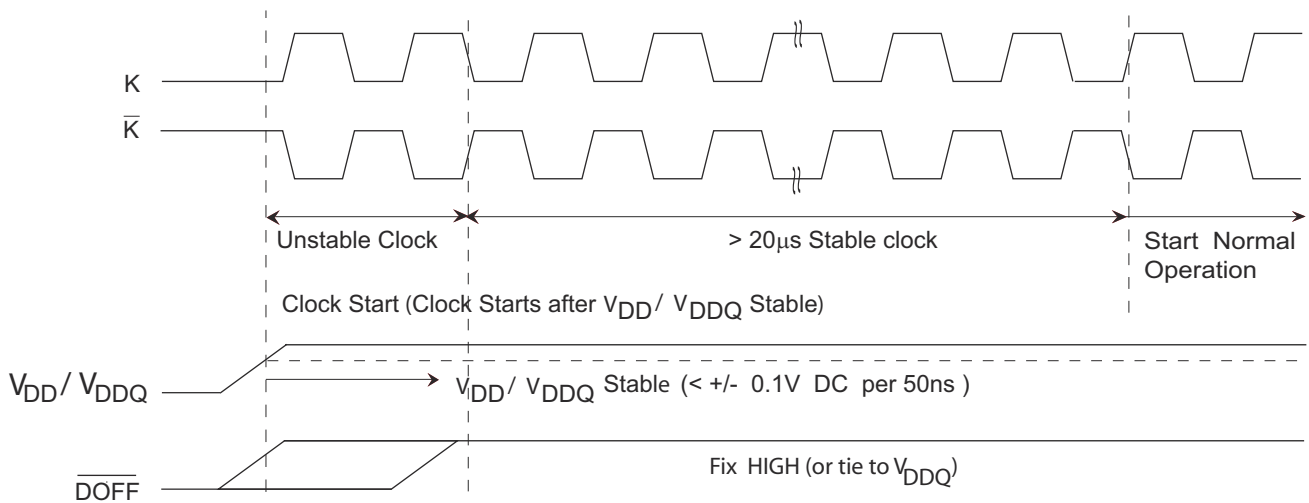 K
K̅
Unstable Clock
> 20μs Stable clock
Start Normal
Operation
Clock Start (Clock Starts after VDD / VDDQ Stable)
VDD / VDDQ
VDD / VDDQ Stable (< +/- 0.1V DC per 50ns )
DOFF
Fix HIGH (or tie to VDDQ)